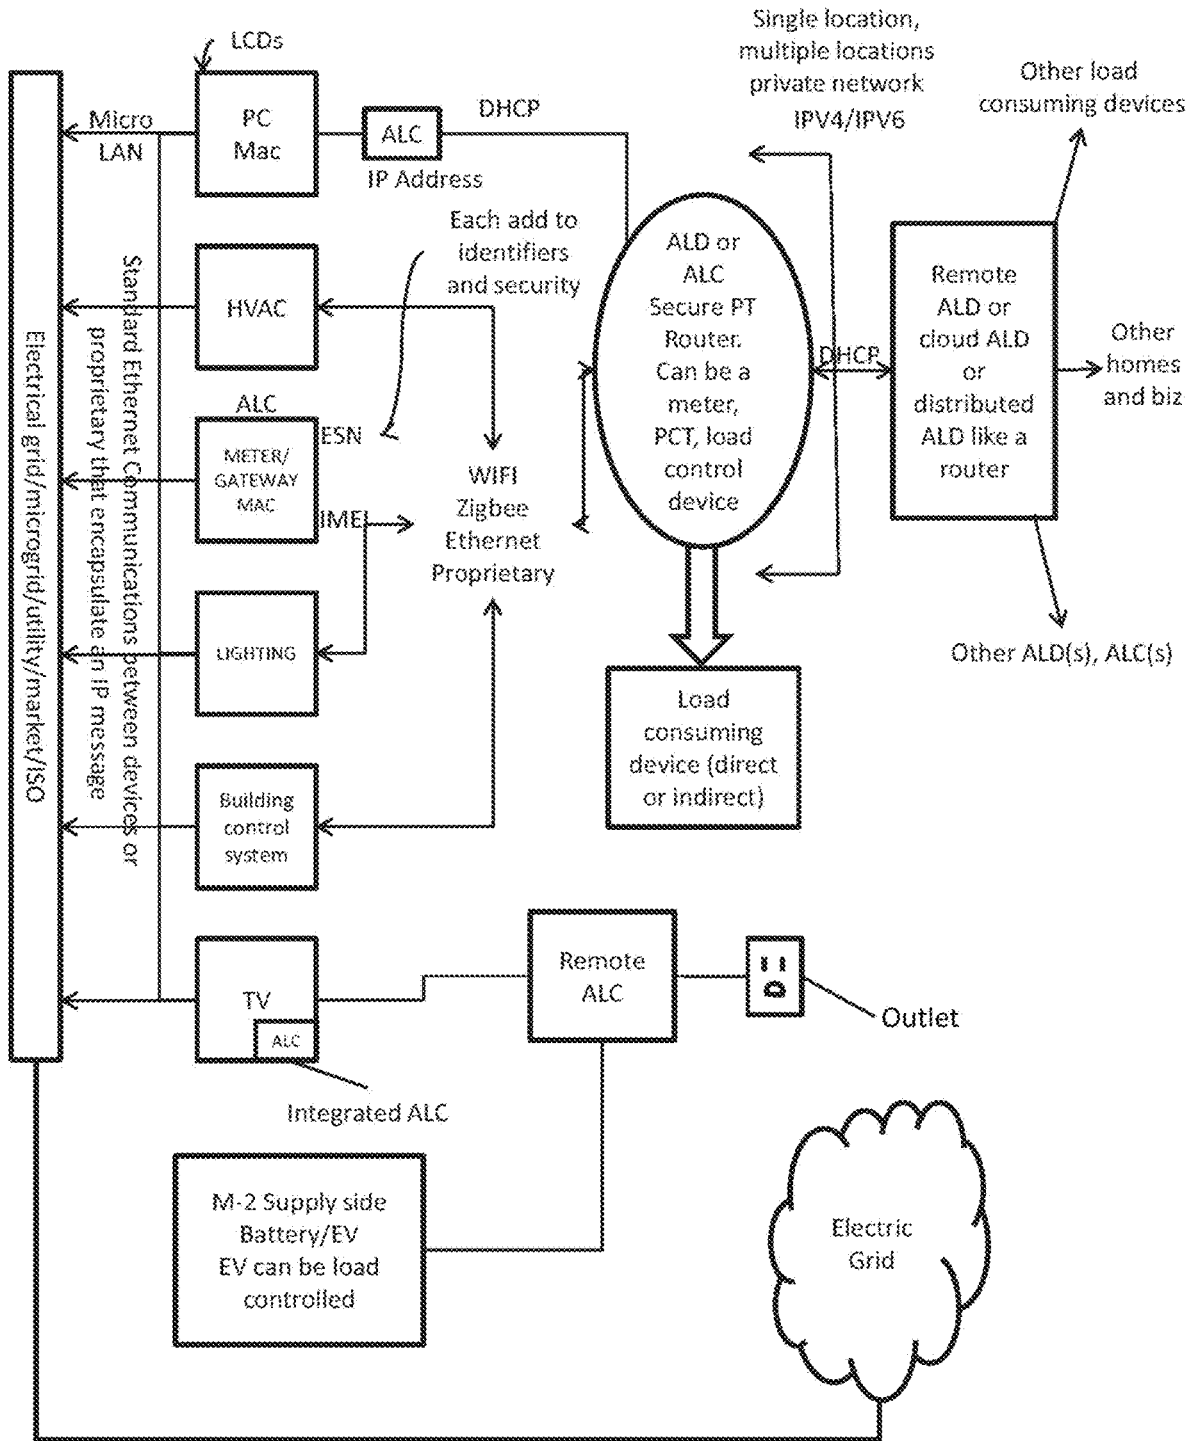 LCDs
Single location,
multiple locations
private network
IPV4/IPV6
Other load
consuming devices
Micro
LAN
PC
Mac
ALC
DHCP
IP Address
Each add to
identifiers
and security
HVAC
ALD or
ALC
Secure PT
Router.
Can be a
meter,
PCT, load
control
device
DHCP
Remote
ALD or
cloud ALD
or
distributed
ALD like a
router
Other
homes
and biz
Electrical grid/microgrid/utility/market/ISO
Standard Ethernet Communications between devices or
proprietary that encapsulate an IP message
ALC
ESN
METER/
GATEWAY
MAC
IMEI
WIFI
Zigbee
Ethernet
Proprietary
LIGHTING
Other ALD(s), ALC(s)
Load
consuming
device (direct
or indirect)
Building
control
system
TV
ALC
Integrated ALC
Remote
ALC
Outlet
M-2 Supply side
Battery/EV
EV can be load
controlled
Electric
Grid